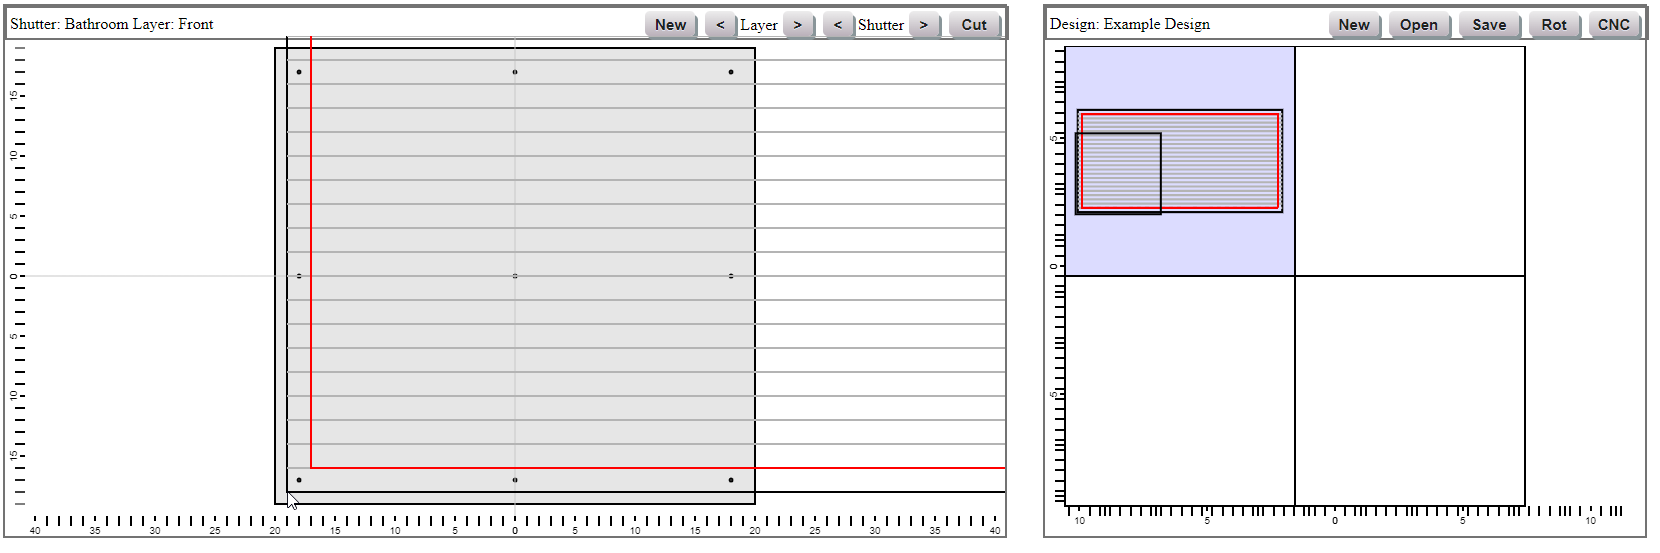 Shutter: Bathroom Layer: Front New < Layer > < Shutter > Cut
15
10
5
0
5
10
15
40 35 30 25 20 15 10 5 0 5 10 15 20 25 30 35 40
Design: Example Design New Open Save Rot CNC
5
0
5
10 5 0 5 10